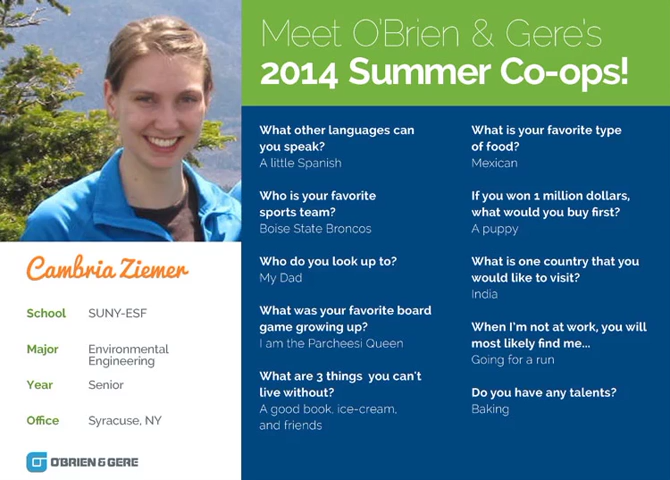 Meet O'Brien & Gere's
2014 Summer Co-ops!
Cambria Ziemer
School SUNY-ESF
Major Environmental
Engineering
Year Senior
Office Syracuse, NY
O'BRIEN & GERE
What other languages can
you speak?
A little Spanish
Who is your favorite
sports team?
Boise State Broncos
Who do you look up to?
My Dad
What was your favorite board
game growing up?
I am the Parcheesi Queen
What are 3 things you can't
live without?
A good book, ice-cream,
and friends
What is your favorite type
of food?
Mexican
If you won 1 million dollars,
what would you buy first?
A puppy
What is one country that you
would like to visit?
India
When I'm not at work, you will
most likely find me...
Going for a run
Do you have any talents?
Baking